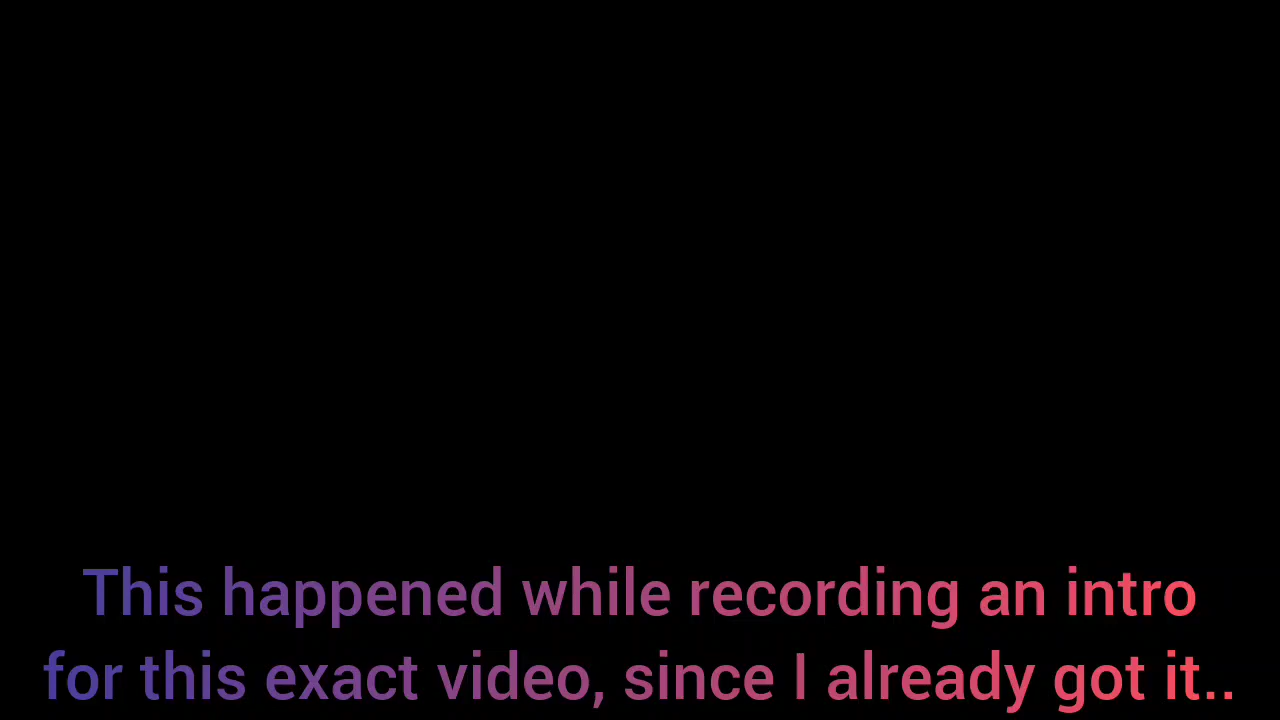 This happened while recording an intro
for this exact video, since I already got it..